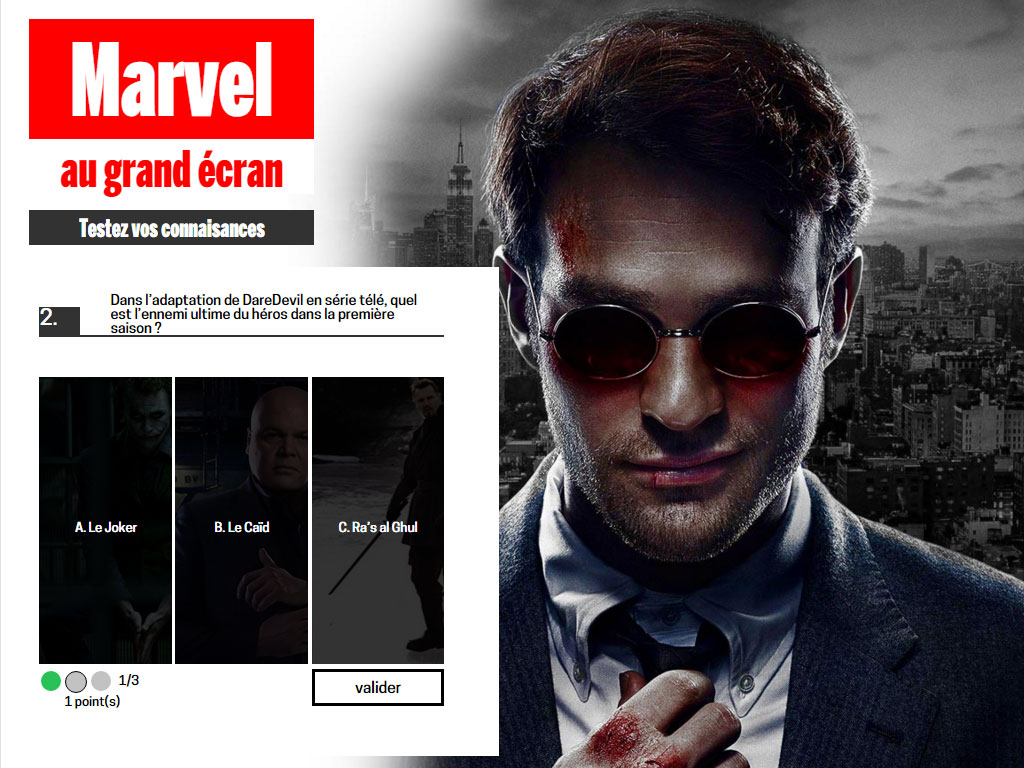 Marvel
au grand écran
Testez vos connaisances
2.
Dans l'adaptation de DareDevil en série télé, quel
est l'ennemi ultime du héros dans la première
saison ?
A. Le Joker
B. Le Caïd
C. Ra's al Ghul
1/3
1 point(s)
valider